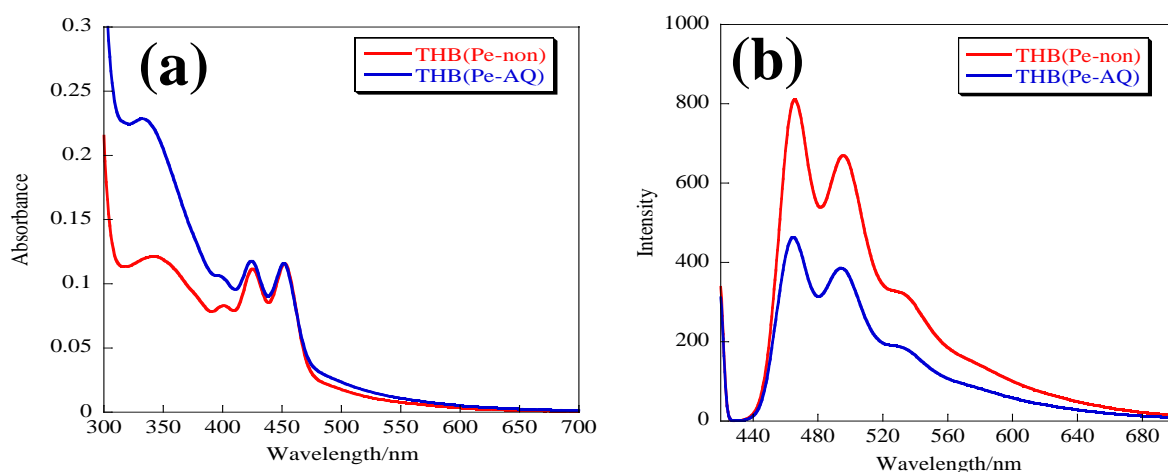 (a)
THB(Pe-non)
THB(Pe-AQ)
Absorbance
0.3
0.25
0.2
0.15
0.1
0.05
0
300 350 400 450 500 550 600 650 700
Wavelength/nm
(b)
THB(Pe-non)
THB(Pe-AQ)
Intensity
1000
800
600
400
200
0
440 480 520 560 600 640 680
Wavelength/nm